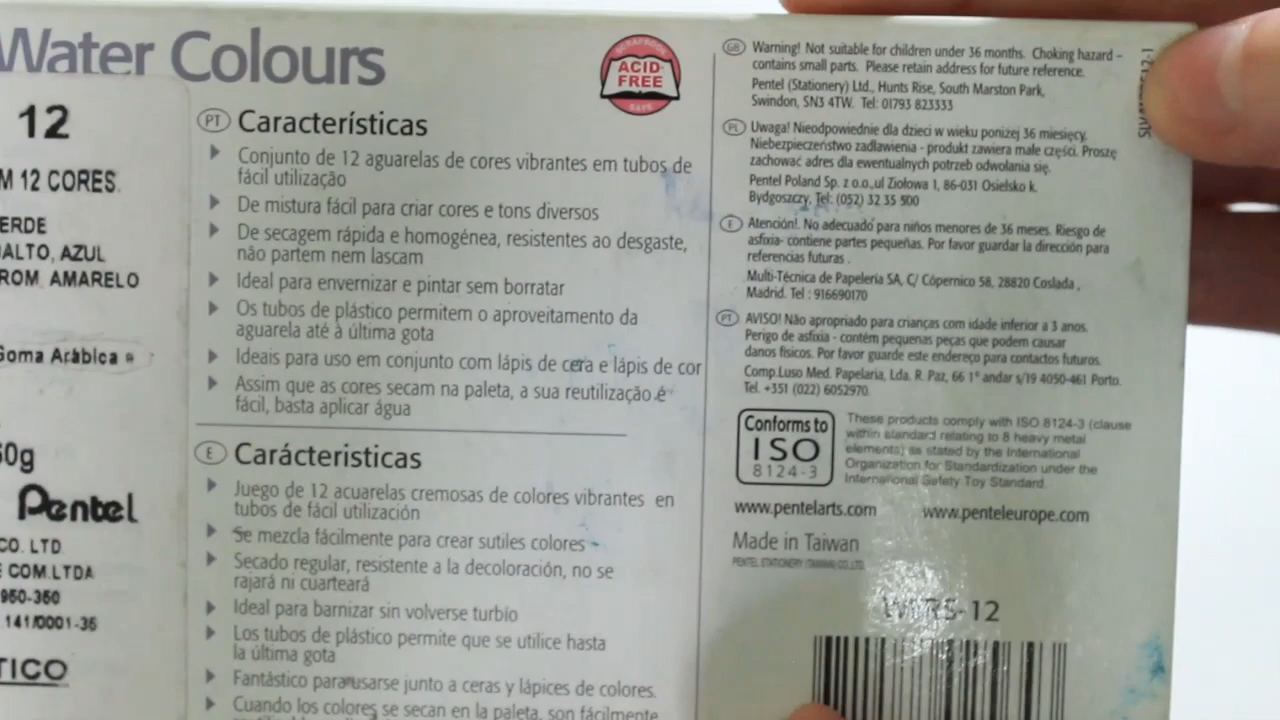 Water Colours
12
M 12 CORES.
ERDE
ALTO, AZUL
ROM. AMARELO
Goma Arábica
60g
Pentel
CO. LTD
COM.LTDA
950-350
141/0001-36
TICO
SCRAPBOOK
ACID-
FREE
SAFE
PT Características
Conjunto de 12 aguarelas de cores vibrantes em tubos de
fácil utilização
De mistura fácil para criar cores e tons diversos
De secagem rápida e homogénea, resistentes ao desgaste,
não partem nem lascam
Ideal para envernizar e pintar sem borratar
Os tubos de plástico permitem o aproveitamento da
aguarela até à última gota
Ideais para uso em conjunto com lápis de cera e lápis de cor
Assim que as cores secam na paleta, a sua reutilização é
fácil, basta aplicar água
E Carácteristicas
Juego de 12 acuarelas cremosas de colores vibrantes en
tubos de fácil utilización
Se mezcla fácilmente para crear sutiles colores
Secado regular, resistente a la decoloración, no se
rajará ni cuarteará
Ideal para barnizar sin volverse turbio
Los tubos de plástico permite que se utilice hasta
la última gota
Fantástico para usarse junto a ceras y lápices de colores.
Cuando los colores se secan en la paleta, son fácilmente
GB Warning! Not suitable for children under 36 months. Choking hazard –
contains small parts. Please retain address for future reference.
Pentel (Stationery) Ltd., Hunts Rise, South Marston Park,
Swindon, SN3 4TW. Tel: 01793 823333
PL Uwaga! Nieodpowiednie dla dzieci w wieku poniżej 36 miesięcy.
Niebezpieczeństwo zadławienia - produkt zawiera małe części. Proszę
zachować adres dla ewentualnych potrzeb odwołania się.
Pentel Poland Sp. z o.o.,ul Ziołowa 1, 86-031 Osielsko k.
Bydgoszczy, Tel: (052) 32 35 500
E Atención!. No adecuado para niños menores de 36 meses. Riesgo de
asfixia- contiene partes pequeñas. Por favor guardar la dirección para
referencias futuras .
Multi-Técnica de Papelería SA, C/ Cópernico 58, 28820 Coslada ,
Madrid. Tel : 916690170
PT AVISO! Não apropriado para crianças com idade inferior a 3 anos.
Perigo de asfixia - contém pequenas peças que podem causar
danos físicos. Por favor guarde este endereço para contactos futuros.
Comp.Luso Med. Papelaria, Lda. R. Paz, 66 1º andar s/19 4050-461 Porto.
Tel. +351 (022) 6052970
Conforms to
ISO
8124-3
These products comply with ISO 8124-3 (clause
within standard relating to 8 heavy metal
elements) as stated by the International
Organization for Standardization under the
International Safety Toy Standard.
www.pentelarts.com www.penteleurope.com
Made in Taiwan
PENTEL STATIONERY (TAIWAN) CO.,LTD.
WFRS-12